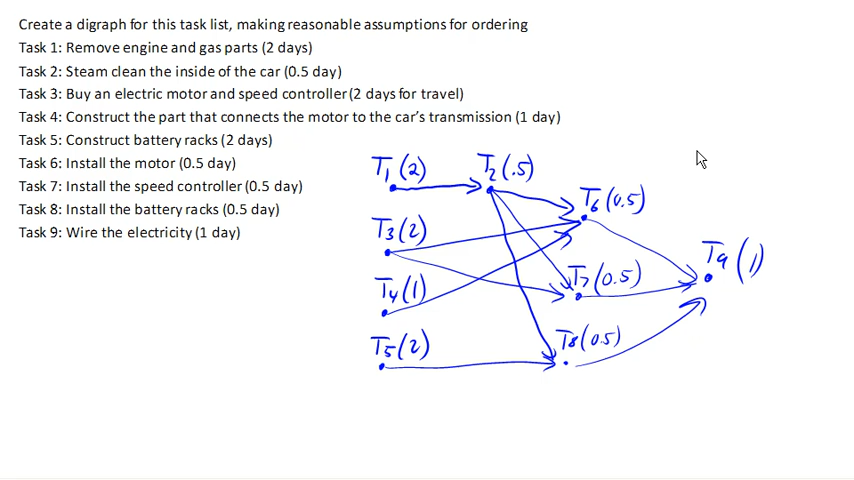 Create a digraph for this task list, making reasonable assumptions for ordering
Task 1: Remove engine and gas parts (2 days)
Task 2: Steam clean the inside of the car (0.5 day)
Task 3: Buy an electric motor and speed controller (2 days for travel)
Task 4: Construct the part that connects the motor to the car's transmission (1 day)
Task 5: Construct battery racks (2 days)
Task 6: Install the motor (0.5 day)
Task 7: Install the speed controller (0.5 day)
Task 8: Install the battery racks (0.5 day)
Task 9: Wire the electricity (1 day)
T1 (2)
T2 (.5)
T6 (0.5)
T3 (2)
T9 (1)
T4 (1)
T7 (0.5)
T5 (2)
T8 (0.5)